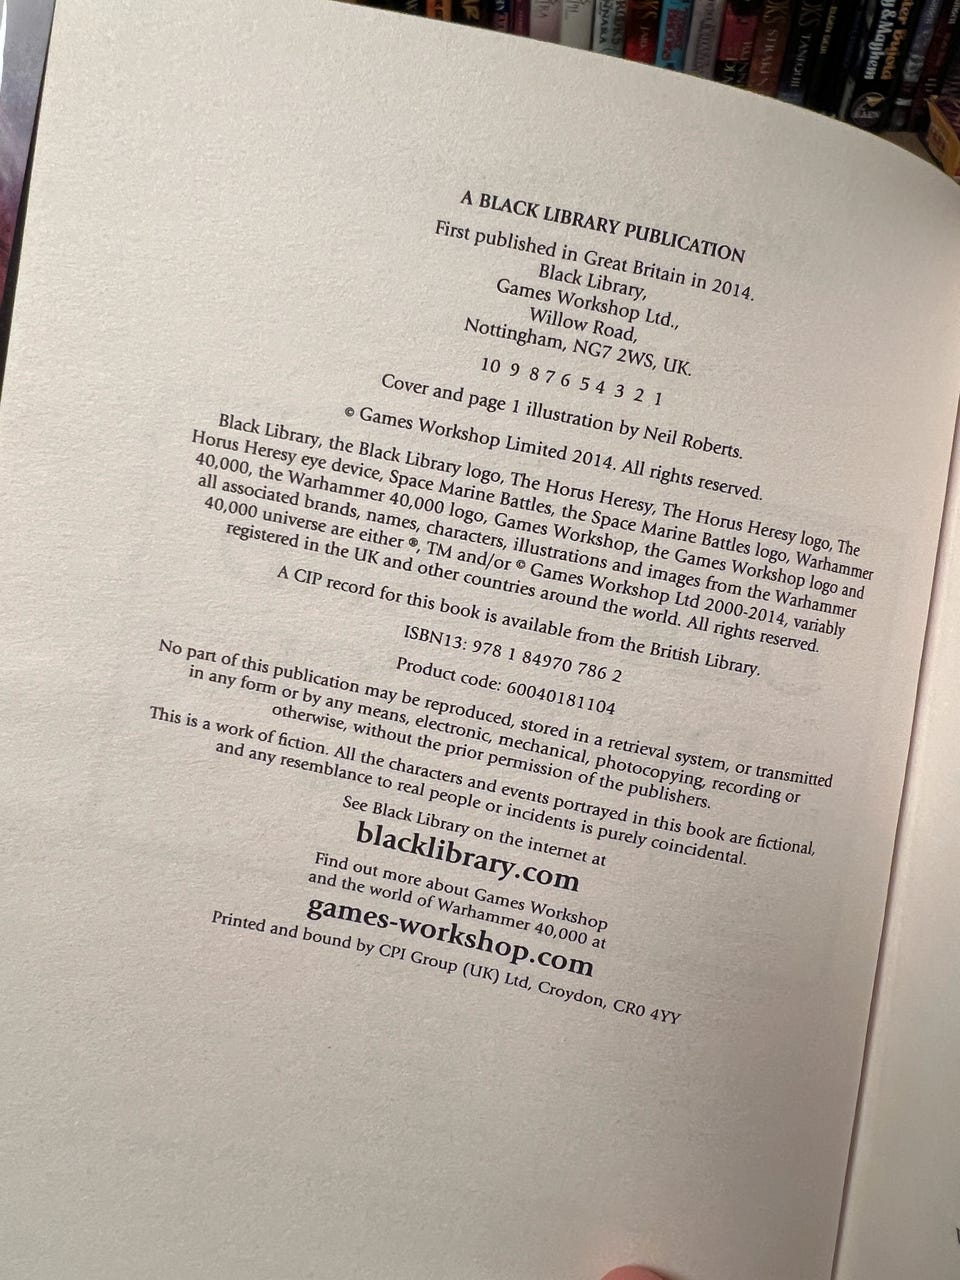 A BLACK LIBRARY PUBLICATION
First published in Great Britain in 2014.
Black Library,
Games Workshop Ltd.,
Willow Road,
Nottingham, NG7 2WS, UK.
10 9 8 7 6 5 4 3 2 1
Cover and page 1 illustration by Neil Roberts.
© Games Workshop Limited 2014. All rights reserved.
Black Library, the Black Library logo, The Horus Heresy, The Horus Heresy logo, The
Horus Heresy eye device, Space Marine Battles, the Space Marine Battles logo, Warhammer
40,000, the Warhammer 40,000 logo, Games Workshop, the Games Workshop logo and
all associated brands, names, characters, illustrations and images from the Warhammer
40,000 universe are either ®, TM and/or © Games Workshop Ltd 2000-2014, variably
registered in the UK and other countries around the world. All rights reserved.
A CIP record for this book is available from the British Library.
ISBN13: 978 1 84970 786 2
Product code: 60040181104
No part of this publication may be reproduced, stored in a retrieval system, or transmitted
in any form or by any means, electronic, mechanical, photocopying, recording or
otherwise, without the prior permission of the publishers.
This is a work of fiction. All the characters and events portrayed in this book are fictional,
and any resemblance to real people or incidents is purely coincidental.
See Black Library on the internet at
blacklibrary.com
Find out more about Games Workshop
and the world of Warhammer 40,000 at
games-workshop.com
Printed and bound by CPI Group (UK) Ltd, Croydon, CR0 4YY
& Mayhem